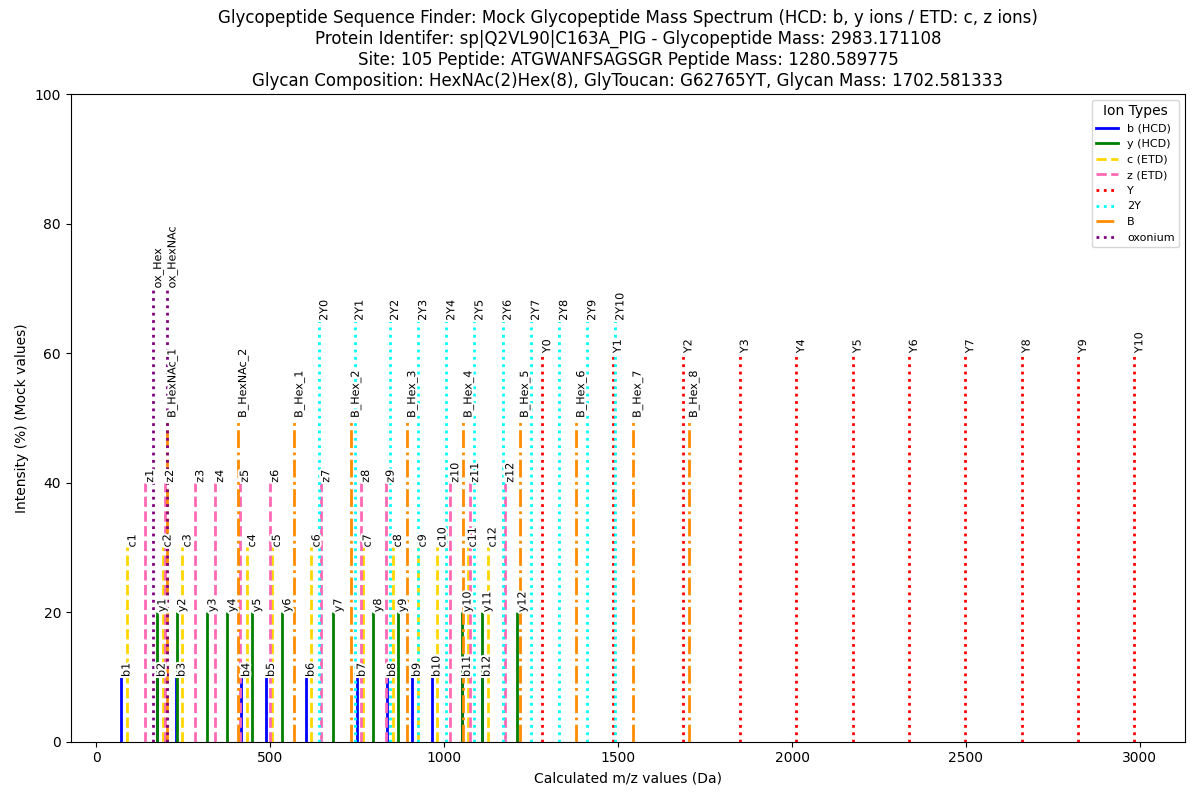 Glycopeptide Sequence Finder: Mock Glycopeptide Mass Spectrum (HCD: b, y ions / ETD: c, z ions)
Protein Identifer: sp|Q2VL90|C163A_PIG - Glycopeptide Mass: 2983.171108
Site: 105 Peptide: ATGWANFSAGSGR Peptide Mass: 1280.589775
Glycan Composition: HexNAc(2)Hex(8), GlyToucan: G62765YT, Glycan Mass: 1702.581333
Intensity (%) (Mock values)
100
80
60
40
20
0
Ion Types
b (HCD)
y (HCD)
c (ETD)
z (ETD)
Y
2Y
B
oxonium
ox_Hex
ox_HexNAc
2Y0
2Y1
2Y2
2Y3
2Y4
2Y5
2Y6
2Y7
2Y8
2Y9
2Y10
Y0
Y1
Y2
Y3
Y4
Y5
Y6
Y7
Y8
Y9
Y10
B_HexNAc_1
B_HexNAc_2
B_Hex_1
B_Hex_2
B_Hex_3
B_Hex_4
B_Hex_5
B_Hex_6
B_Hex_7
B_Hex_8
z1
z2
z3
z4
z5
z6
z7
z8
z9
z10
z11
z12
c1
c2
c3
c4
c5
c6
c7
c8
c9
c10
c11
c12
y1
y2
y3
y4
y5
y6
y7
y8
y9
y10
y11
y12
b1
b2
b3
b4
b5
b6
b7
b8
b9
b10
b11
b12
0
500
1000
1500
2000
2500
3000
Calculated m/z values (Da)